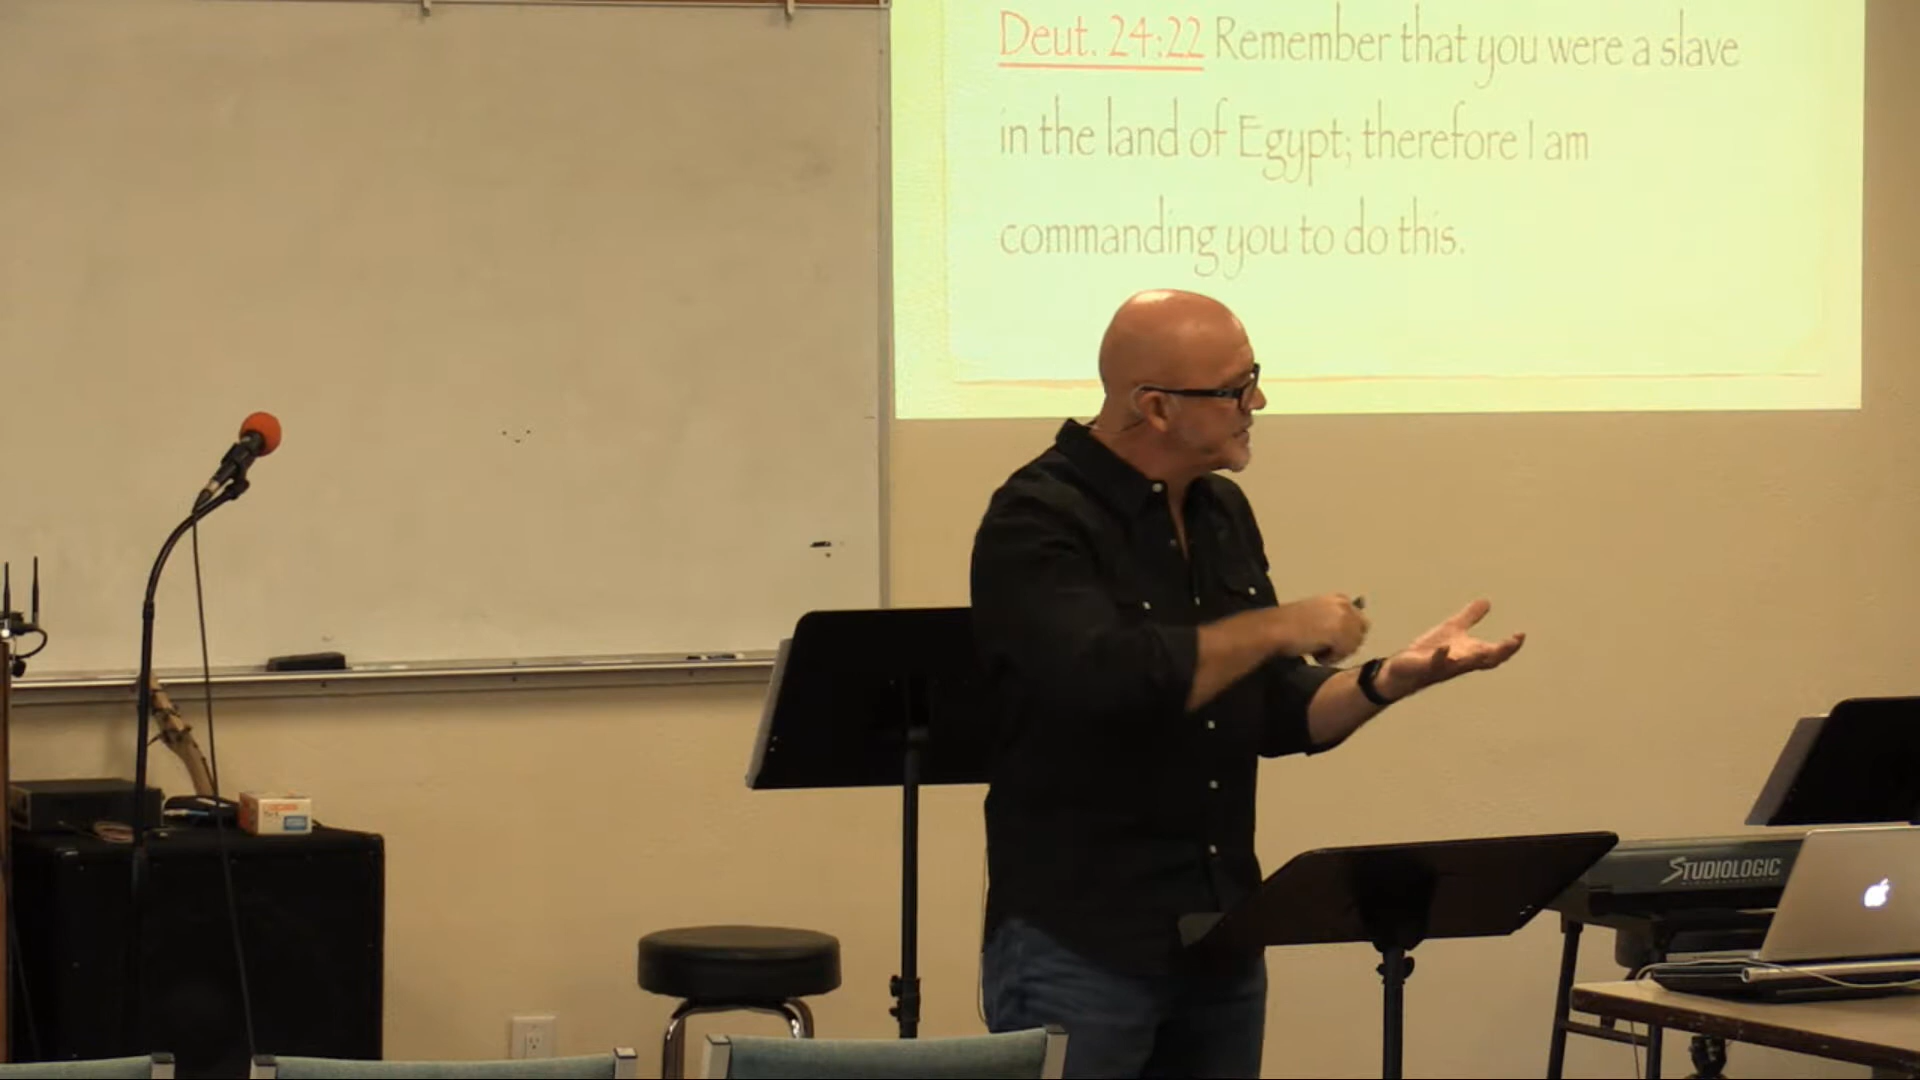 Deut. 24:22 Remember that you were a slave
in the land of Egypt; therefore I am
commanding you to do this.
STUDIOLOGIC